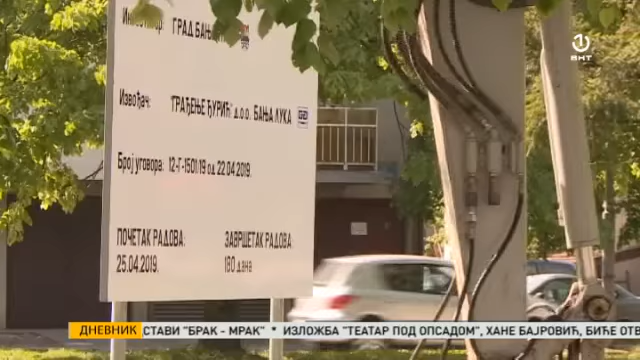 ГРАД БАЊ
Извођач: "ГРАЂЕЊЕ ЂУРИЋ" д.о.о. БАЊА ЛУКА
Број уговора: 12-Г-1501/19 од 22.04.2019.
ПОЧЕТАК РАДОВА: ЗАВРШЕТАК РАДОВА:
25.04.2019. 180 дана
БНТ
ДНЕВНИК СТАВИ "БРАК - МРАК" * ИЗЛОЖБА "ТЕАТАР ПОД ОПСАДОМ", ХАНЕ БАЈРОВИЋ, БИЋЕ ОТВ